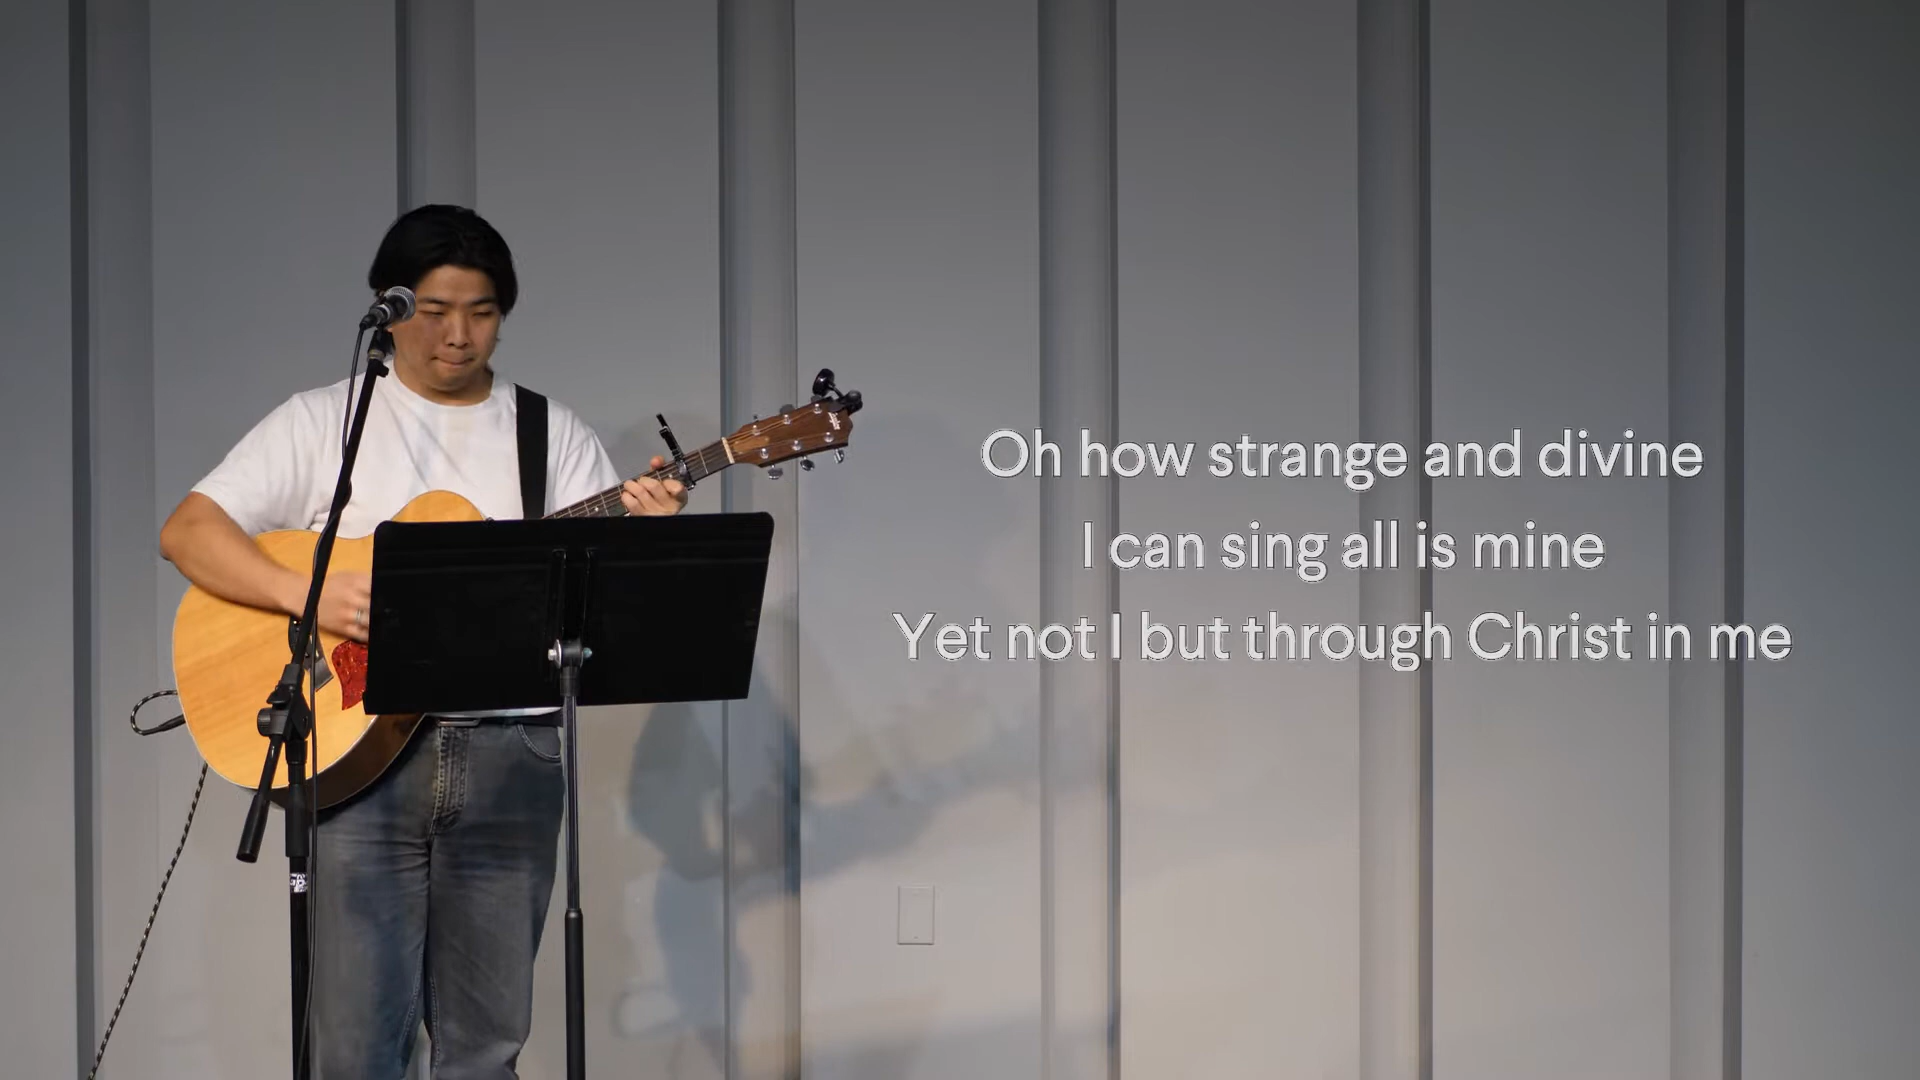 Oh how strange and divine
I can sing all is mine
Yet not I but through Christ in me